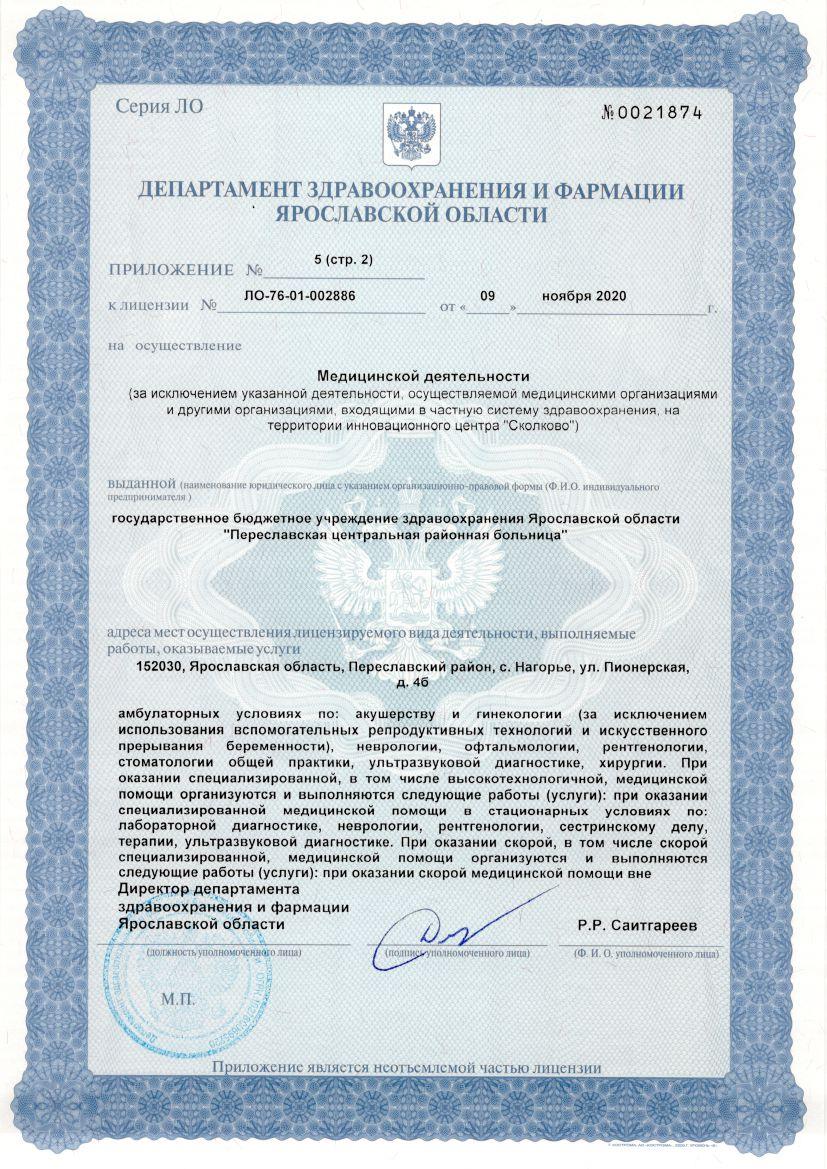 Серия ЛО
№ 0021874
ДЕПАРТАМЕНТ ЗДРАВООХРАНЕНИЯ И ФАРМАЦИИ
ЯРОСЛАВСКОЙ ОБЛАСТИ
ПРИЛОЖЕНИЕ № 5 (стр. 2)
к лицензии № ЛО-76-01-002886 от « 09 » ноября 2020 г.
на осуществление
Медицинской деятельности
(за исключением указанной деятельности, осуществляемой медицинскими организациями
и другими организациями, входящими в частную систему здравоохранения, на
территории инновационного центра "Сколково")
выданной (наименование юридического лица с указанием организационно-правовой формы (Ф.И.О. индивидуального
предпринимателя )
государственное бюджетное учреждение здравоохранения Ярославской области
"Переславская центральная районная больница"
адреса мест осуществления лицензируемого вида деятельности, выполняемые
работы, оказываемые услуги
152030, Ярославская область, Переславский район, с. Нагорье, ул. Пионерская,
д. 4б
амбулаторных условиях по: акушерству и гинекологии (за исключением
использования вспомогательных репродуктивных технологий и искусственного
прерывания беременности), неврологии, офтальмологии, рентгенологии,
стоматологии общей практики, ультразвуковой диагностике, хирургии. При
оказании специализированной, в том числе высокотехнологичной, медицинской
помощи организуются и выполняются следующие работы (услуги): при оказании
специализированной медицинской помощи в стационарных условиях по:
лабораторной диагностике, неврологии, рентгенологии, сестринскому делу,
терапии, ультразвуковой диагностике. При оказании скорой, в том числе скорой
специализированной, медицинской помощи организуются и выполняются
следующие работы (услуги): при оказании скорой медицинской помощи вне
Директор департамента
здравоохранения и фармации
Ярославской области
Р.Р. Саитгареев
(должность уполномоченного лица)
(подпись уполномоченного лица)
(Ф. И. О. уполномоченного лица)
М.П.
Приложение является неотъемлемой частью лицензии